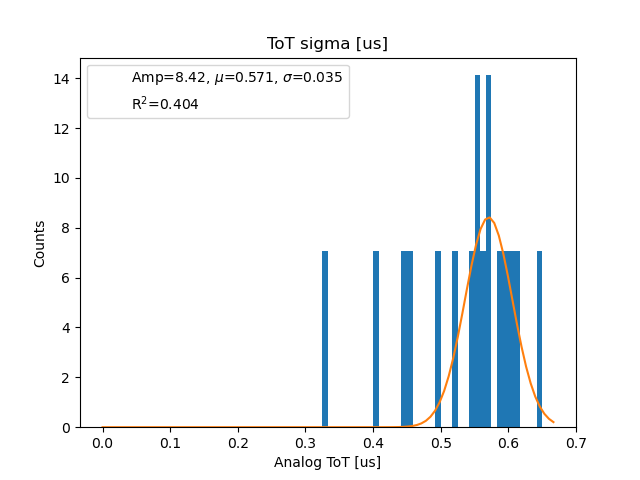 ToT sigma [us]
Amp=8.42, μ=0.571, σ=0.035
R²=0.404
14
12
10
8
6
4
2
0
Counts
0.0 0.1 0.2 0.3 0.4 0.5 0.6 0.7
Analog ToT [us]